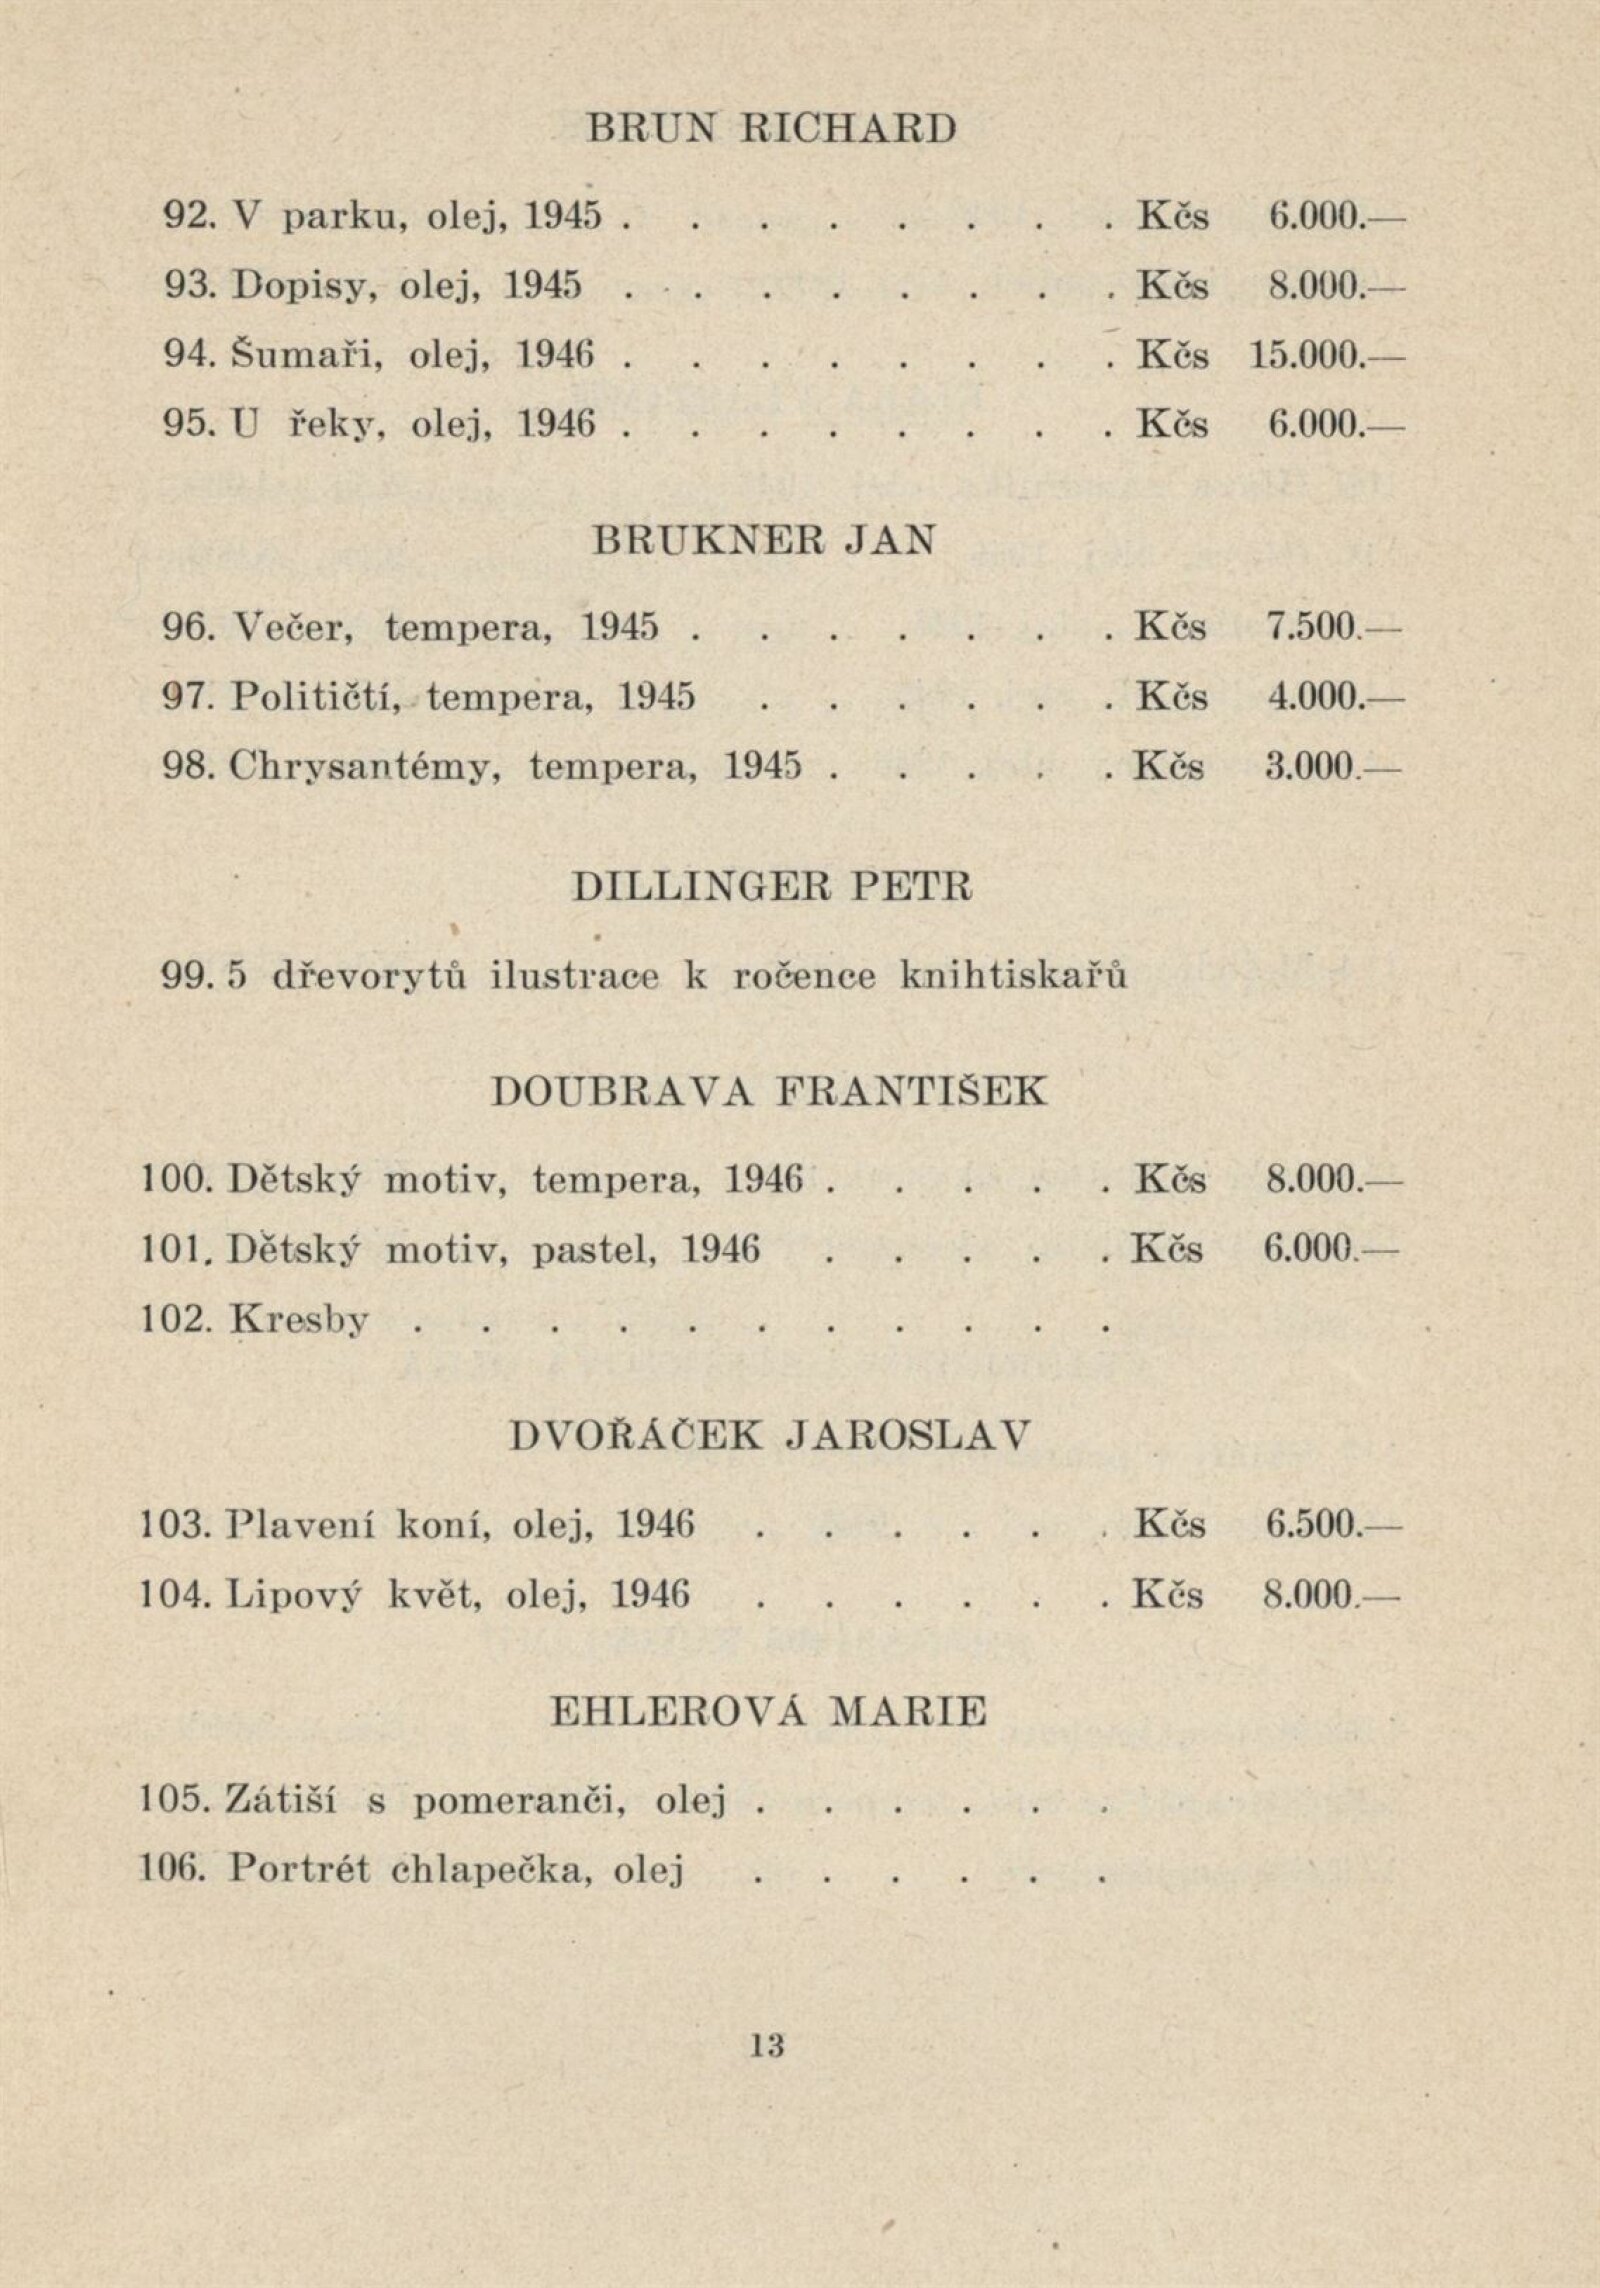 BRUN RICHARD
92. V parku, olej, 1945 . . . . . . . . Kčs 6.000.—
93. Dopisy, olej, 1945 . . . . . . . . Kčs 8.000.—
94. Šumaři, olej, 1946 . . . . . . . . Kčs 15.000.—
95. U řeky, olej, 1946 . . . . . . . . Kčs 6.000.—
BRUKNER JAN
96. Večer, tempera, 1945 . . . . . . . Kčs 7.500.—
97. Političtí, tempera, 1945 . . . . . . Kčs 4.000.—
98. Chrysantémy, tempera, 1945 . . . . . Kčs 3.000.—
DILLINGER PETR
99. 5 dřevorytů ilustrace k ročence knihtiskařů
DOUBRAVA FRANTIŠEK
100. Dětský motiv, tempera, 1946 . . . . . Kčs 8.000.—
101. Dětský motiv, pastel, 1946 . . . . . Kčs 6.000.—
102. Kresby . . . . . . . . . . .
DVOŘÁČEK JAROSLAV
103. Plavení koní, olej, 1946 . . . . . . Kčs 6.500.—
104. Lipový květ, olej, 1946 . . . . . . Kčs 8.000.—
EHLEROVÁ MARIE
105. Zátiší s pomeranči, olej . . . . . .
106. Portrét chlapečka, olej . . . . . .
13